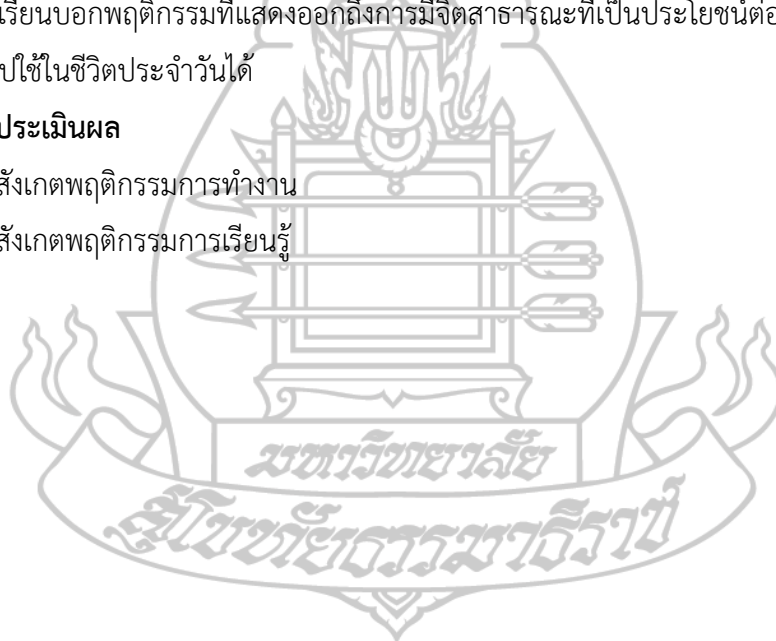 เรียนบอกพฤติกรรมที่แสดงออกถึงการมีจิตสาธารณะที่เป็นประโยชน์ต่อ
ปใช้ในชีวิตประจำวันได้
ประเมินผล
สังเกตพฤติกรรมการทำงาน
สังเกตพฤติกรรมการเรียนรู้
มหาวิทยาลัย
สุโขทัยธรรมาธิราช